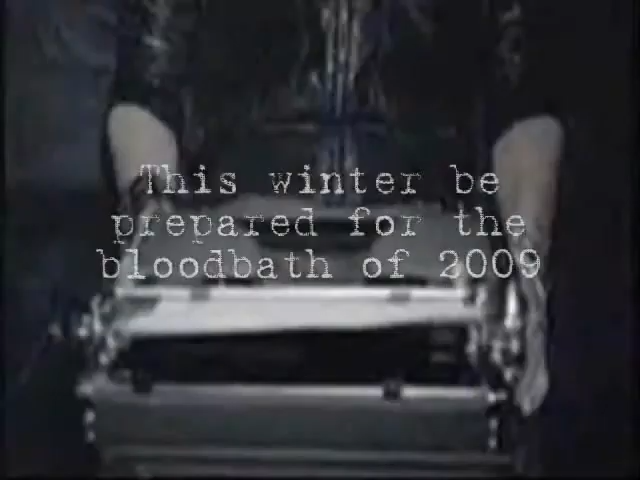 This winter be
prepared for the
bloodbath of 2009